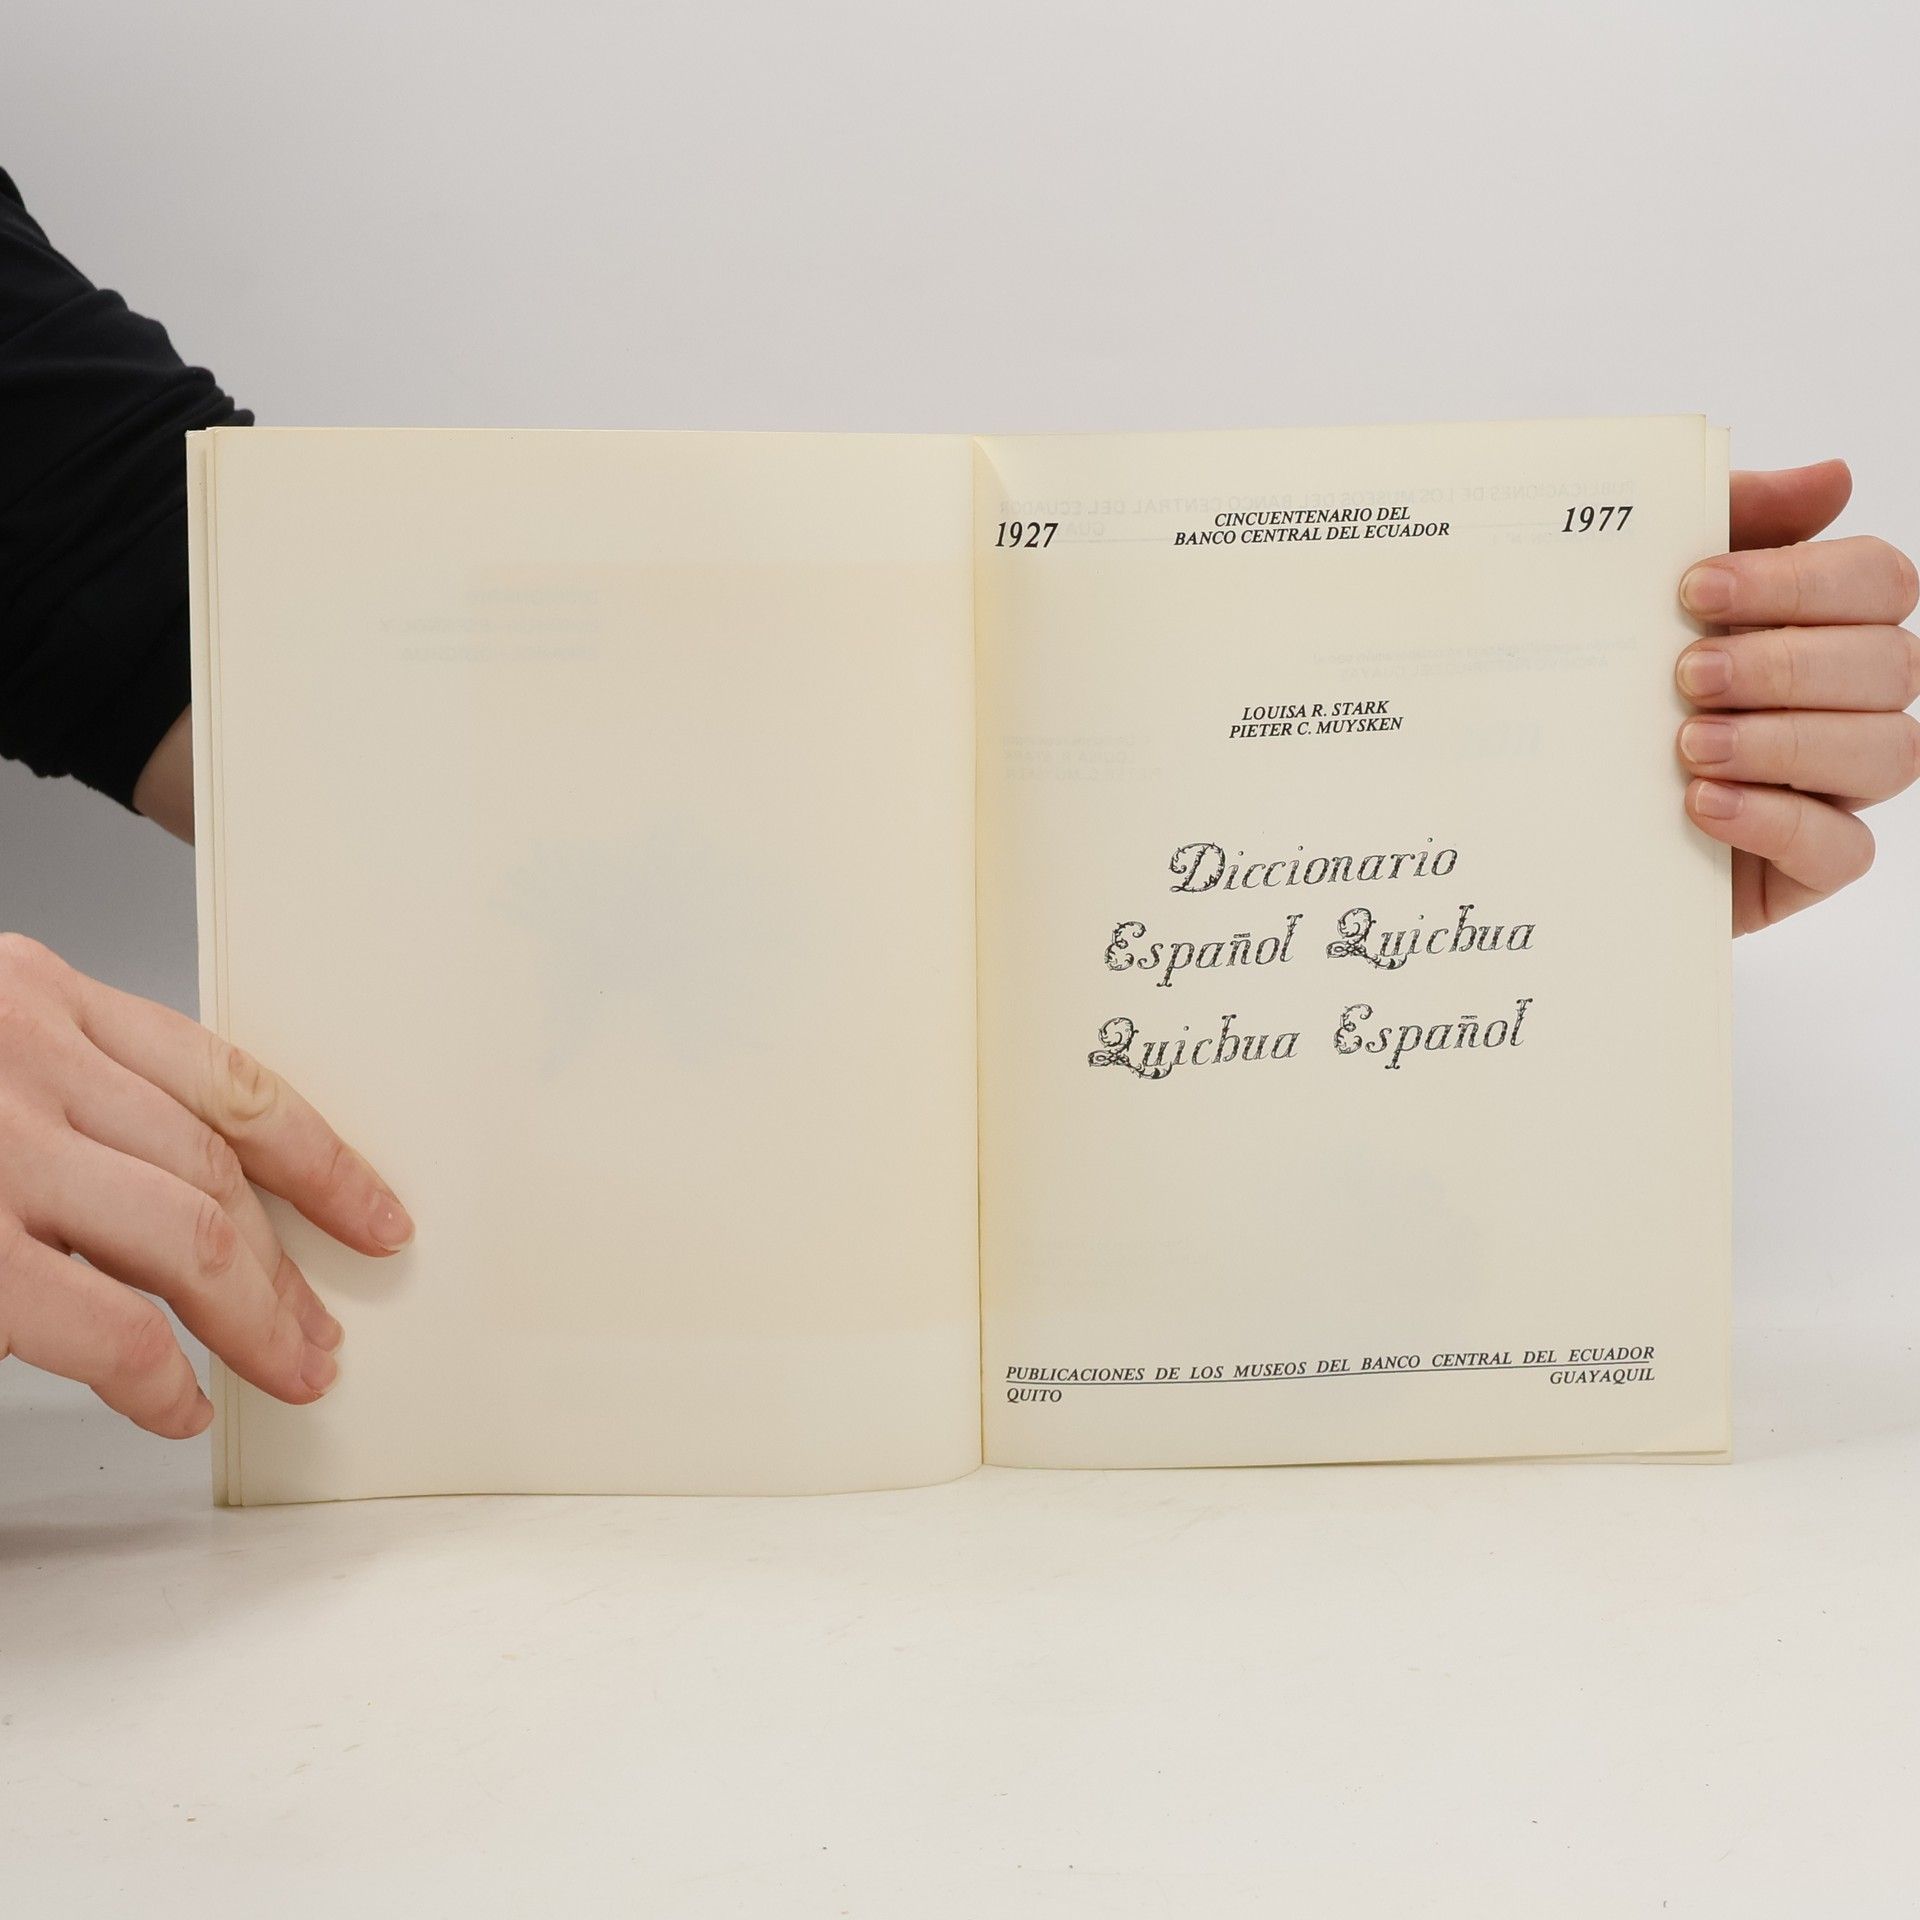 1927 CINCUENTENARIO DEL 1977
BANCO CENTRAL DEL ECUADOR
LOUISA R. STARK
PIETER C. MUYSKEN
Diccionario
Español Quichua
Quichua Español
PUBLICACIONES DE LOS MUSEOS DEL BANCO CENTRAL DEL ECUADOR
QUITO GUAYAQUIL